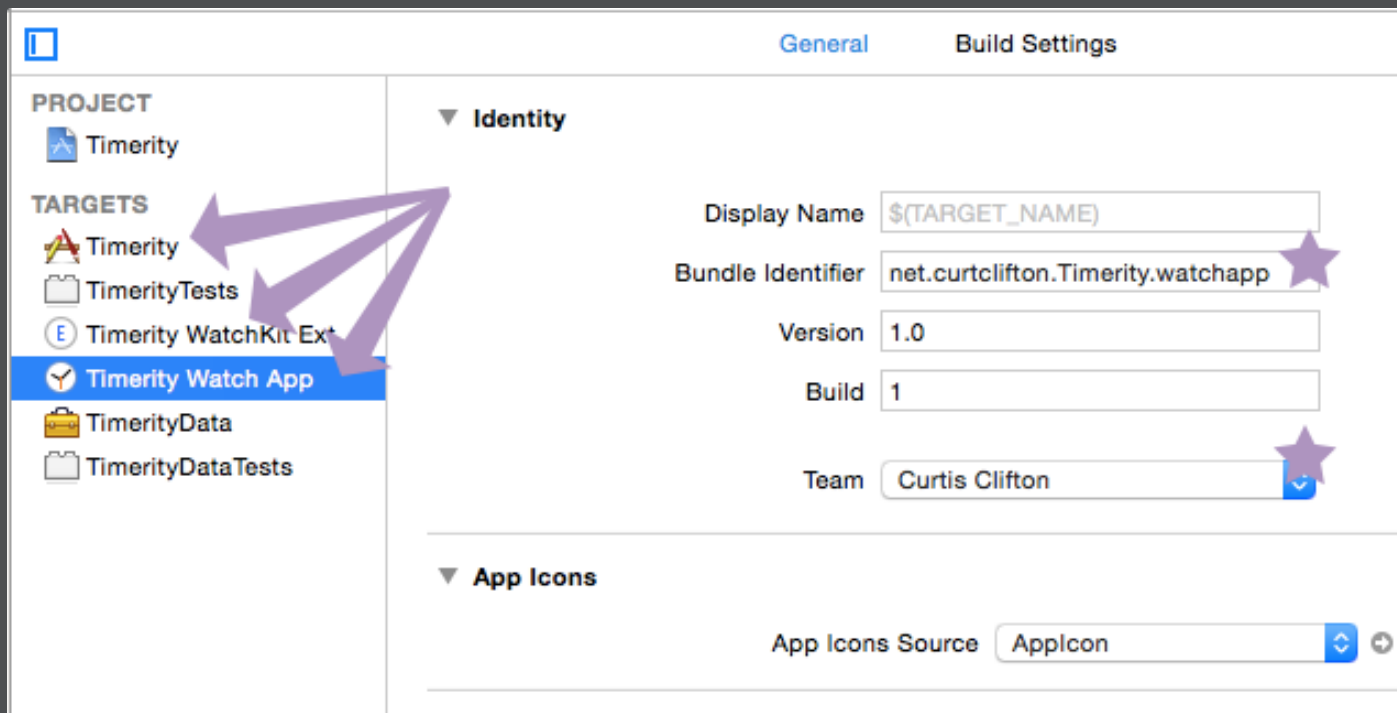 General Build Settings
PROJECT
Timerity
TARGETS
Timerity
TimerityTests
E Timerity WatchKit Ext
Timerity Watch App
TimerityData
TimerityDataTests
Identity
Display Name $(TARGET_NAME)
Bundle Identifier net.curtclifton.Timerity.watchapp
Version 1.0
Build 1
Team Curtis Clifton
App Icons
App Icons Source AppIcon